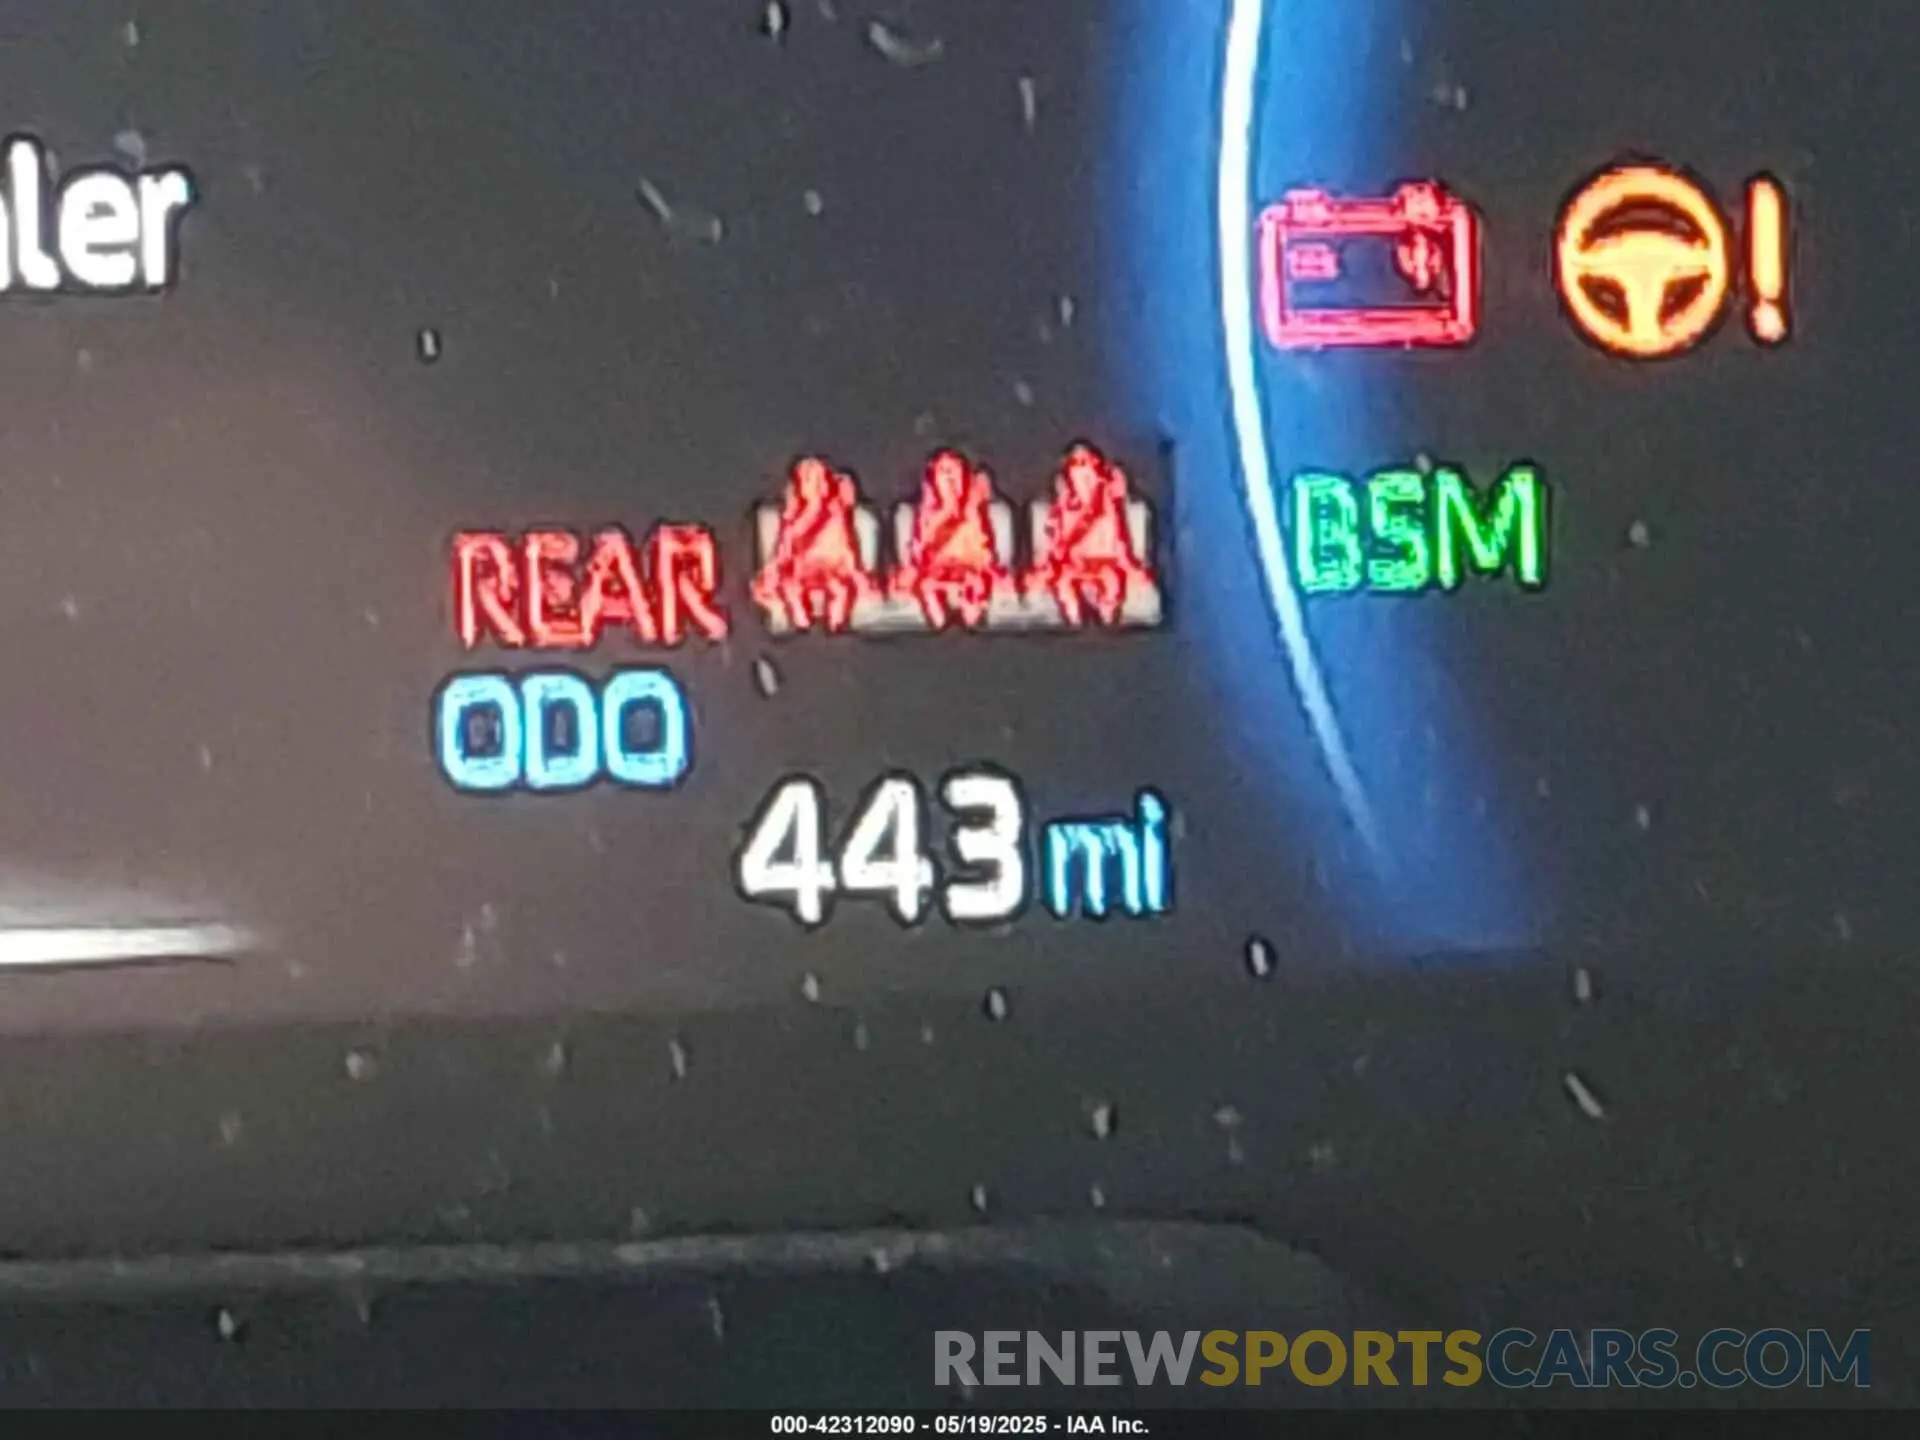 ler
REAR
BSM
ODO
443 mi
RENEWSPORTSCARS.COM
000-42312090 - 05/19/2025 - IAA Inc.